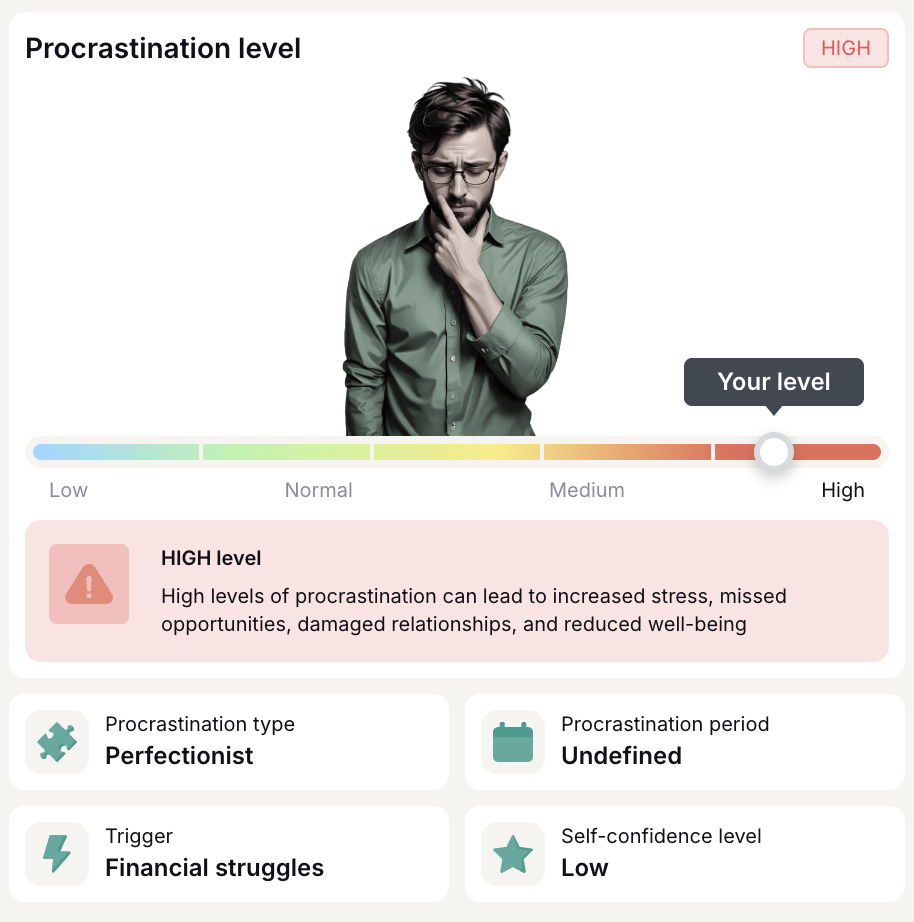 Procrastination level
HIGH
Your level
Low
Normal
Medium
High
HIGH level
High levels of procrastination can lead to increased stress, missed
opportunities, damaged relationships, and reduced well-being
Procrastination type
Perfectionist
Procrastination period
Undefined
Trigger
Financial struggles
Self-confidence level
Low